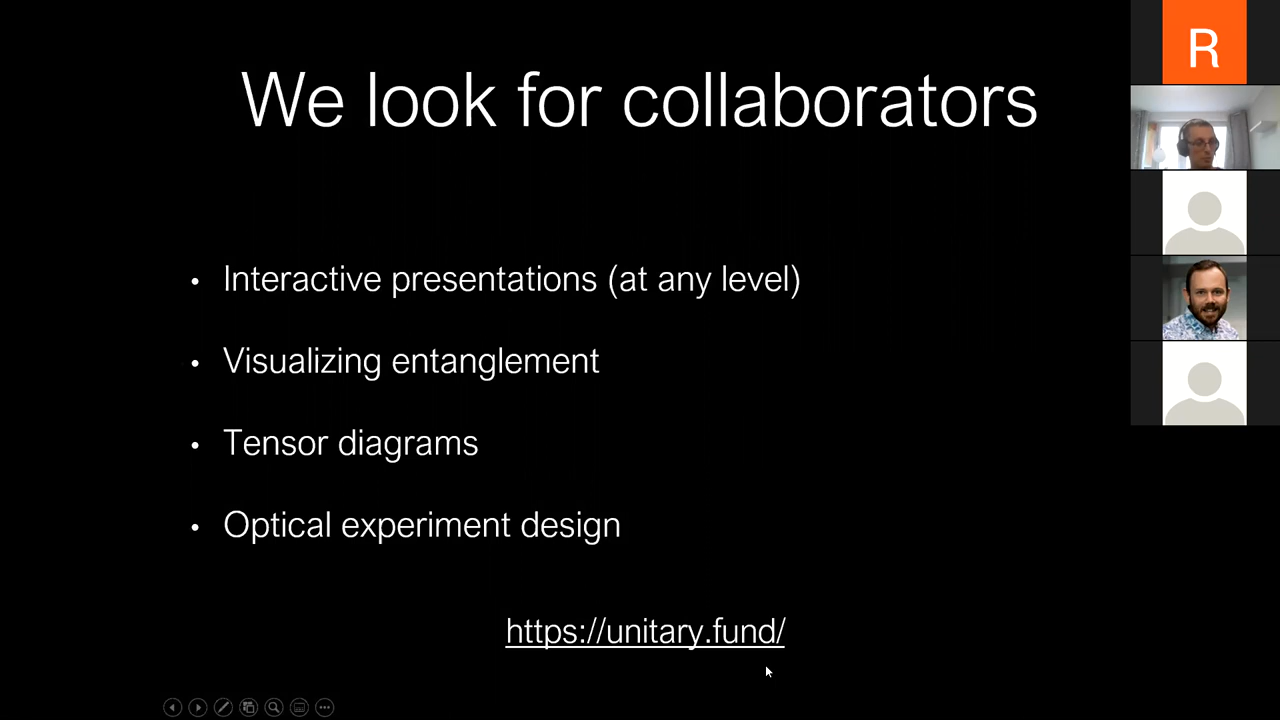 We look for collaborators
R
• Interactive presentations (at any level)
• Visualizing entanglement
• Tensor diagrams
• Optical experiment design
https://unitary.fund/